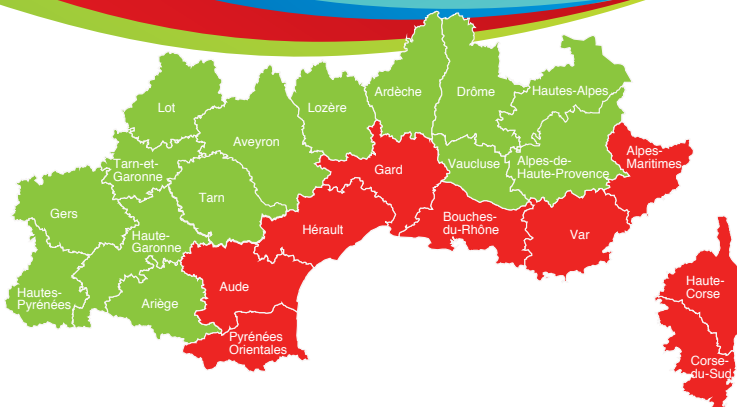 Ardèche
Drôme
Hautes-Alpes
Lot
Lozère
Aveyron
Alpes-
Maritimes
Tarn-et-
Garonne
Gard
Vaucluse
Alpes-de-
Haute-Provence
Tarn
Gers
Hérault
Bouches-
du-Rhône
Var
Haute-
Garonne
Hautes-
Pyrénées
Ariège
Aude
Haute-
Corse
Pyrénées
Orientales
Corse-
du-Sud